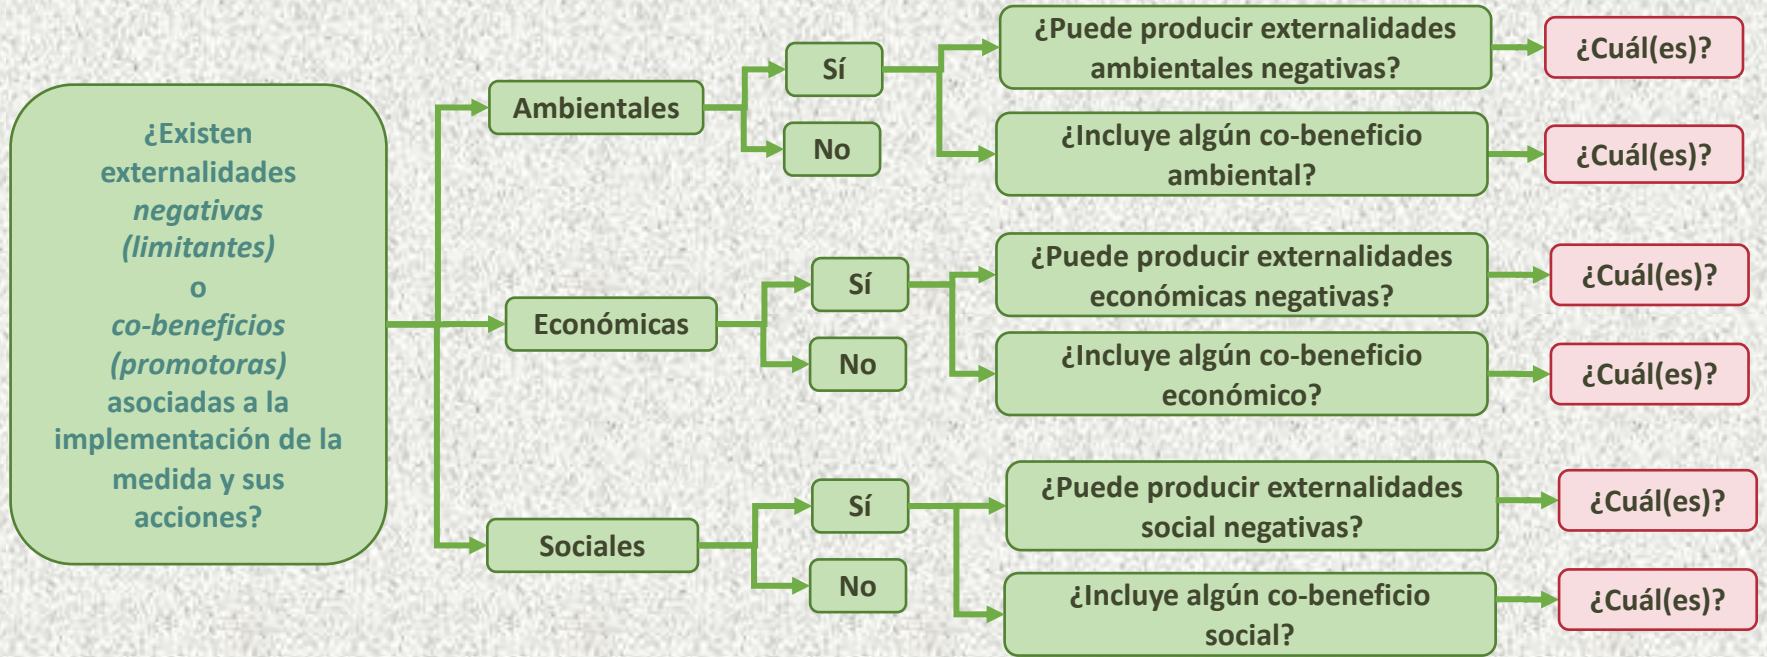 ¿Existen
externalidades
negativas
(limitantes)
o
co-beneficios
(promotoras)
asociadas a la
implementación de la
medida y sus
acciones?
Ambientales
Sí
No
¿Puede producir externalidades
ambientales negativas?
¿Cuál(es)?
¿Incluye algún co-beneficio
ambiental?
¿Cuál(es)?
Económicas
Sí
No
¿Puede producir externalidades
económicas negativas?
¿Cuál(es)?
¿Incluye algún co-beneficio
económico?
¿Cuál(es)?
Sociales
Sí
No
¿Puede producir externalidades
social negativas?
¿Cuál(es)?
¿Incluye algún co-beneficio
social?
¿Cuál(es)?